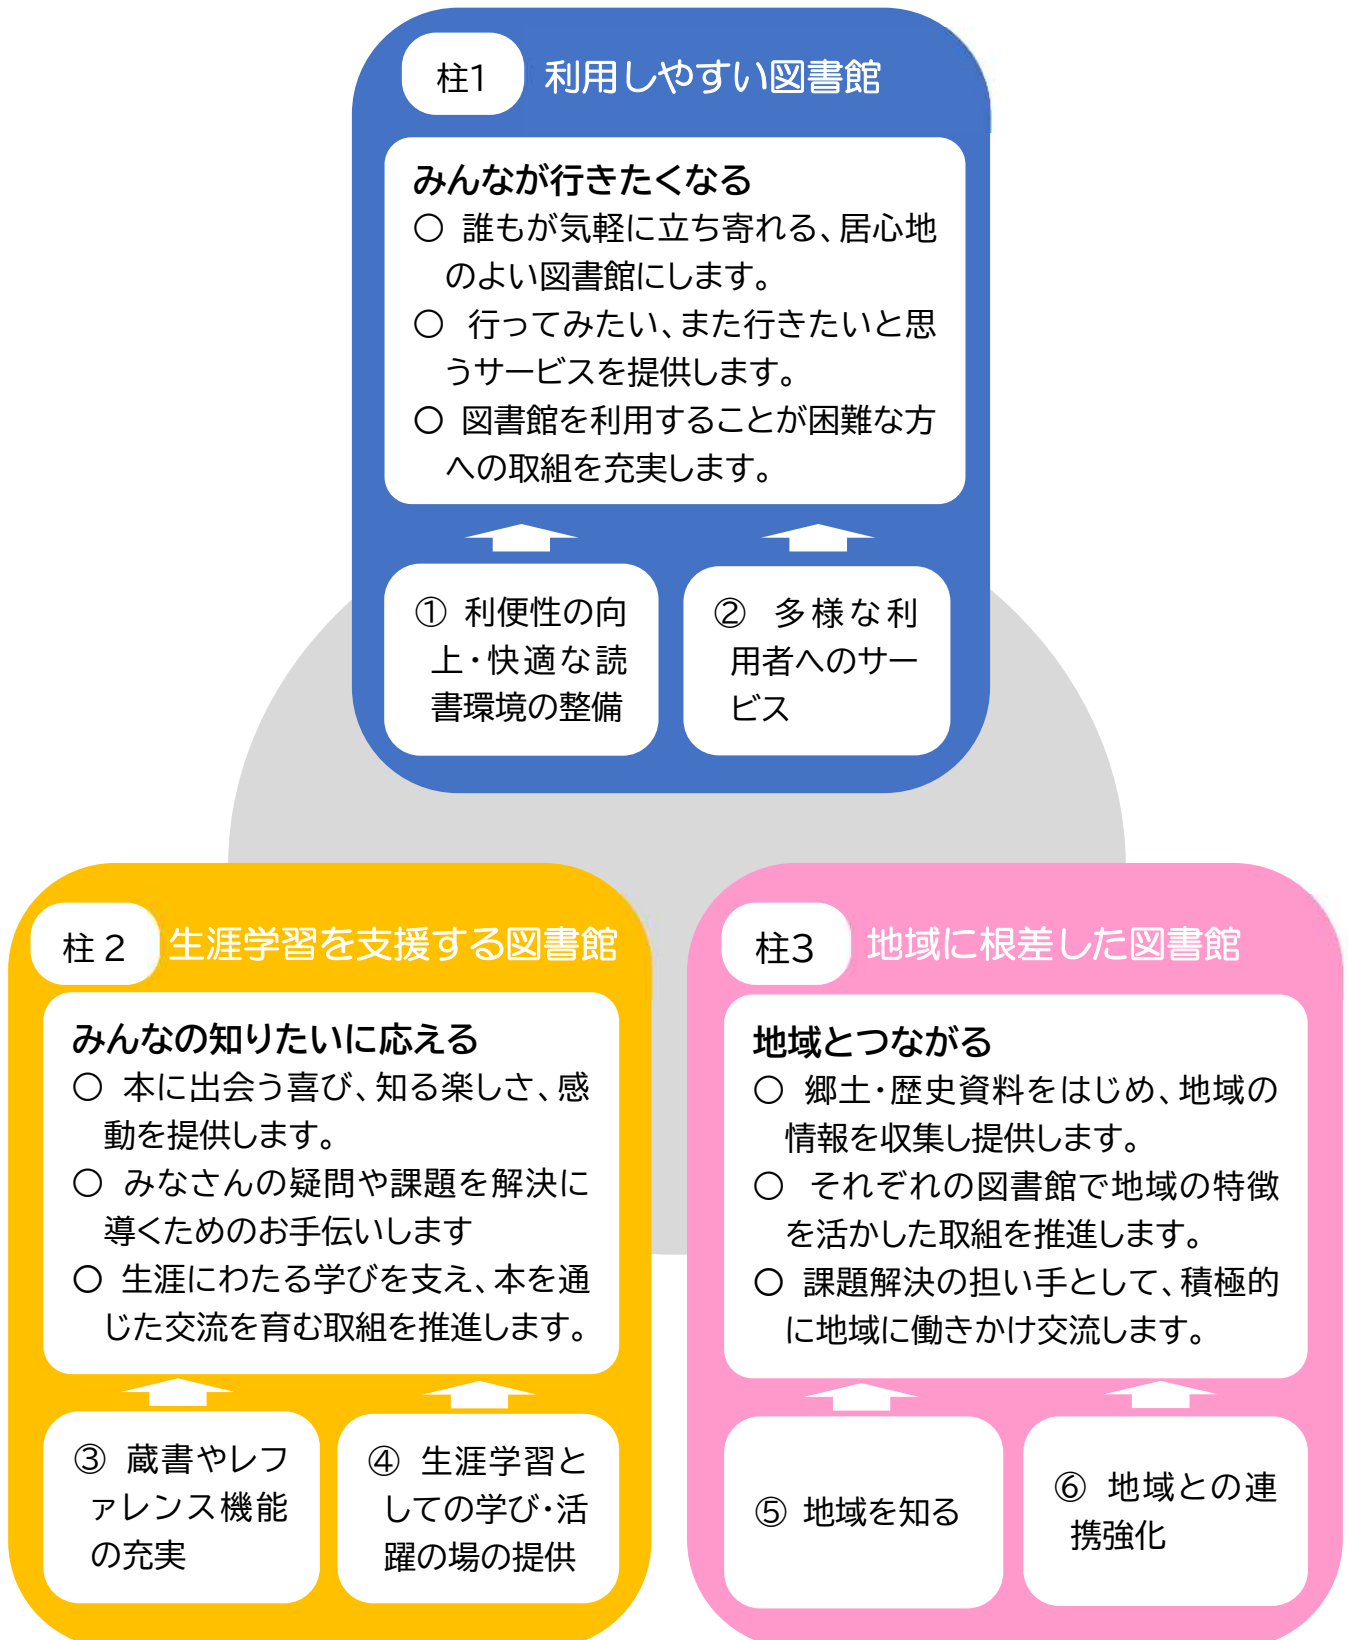 柱1 利用しやすい図書館
みんなが行きたくなる
〇 誰もが気軽に立ち寄れる、居心地
のよい図書館にします。
〇 行ってみたい、また行きたいと思
うサービスを提供します。
〇 図書館を利用することが困難な方
への取組を充実します。
① 利便性の向
上・快適な読
書環境の整備
② 多様な利
用者へのサー
ビス
柱2 生涯学習を支援する図書館
みんなの知りたいに応える
〇 本に出会う喜び、知る楽しさ、感
動を提供します。
〇 みなさんの疑問や課題を解決に
導くためのお手伝いします
〇 生涯にわたる学びを支え、本を通
じた交流を育む取組を推進します。
③ 蔵書やレフ
ァレンス機能
の充実
④ 生涯学習と
しての学び・活
躍の場の提供
柱3 地域に根差した図書館
地域とつながる
〇 郷土・歴史資料をはじめ、地域の
情報を収集し提供します。
〇 それぞれの図書館で地域の特徴
を活かした取組を推進します。
〇 課題解決の担い手として、積極的
に地域に働きかけ交流します。
⑤ 地域を知る
⑥ 地域との連
携強化